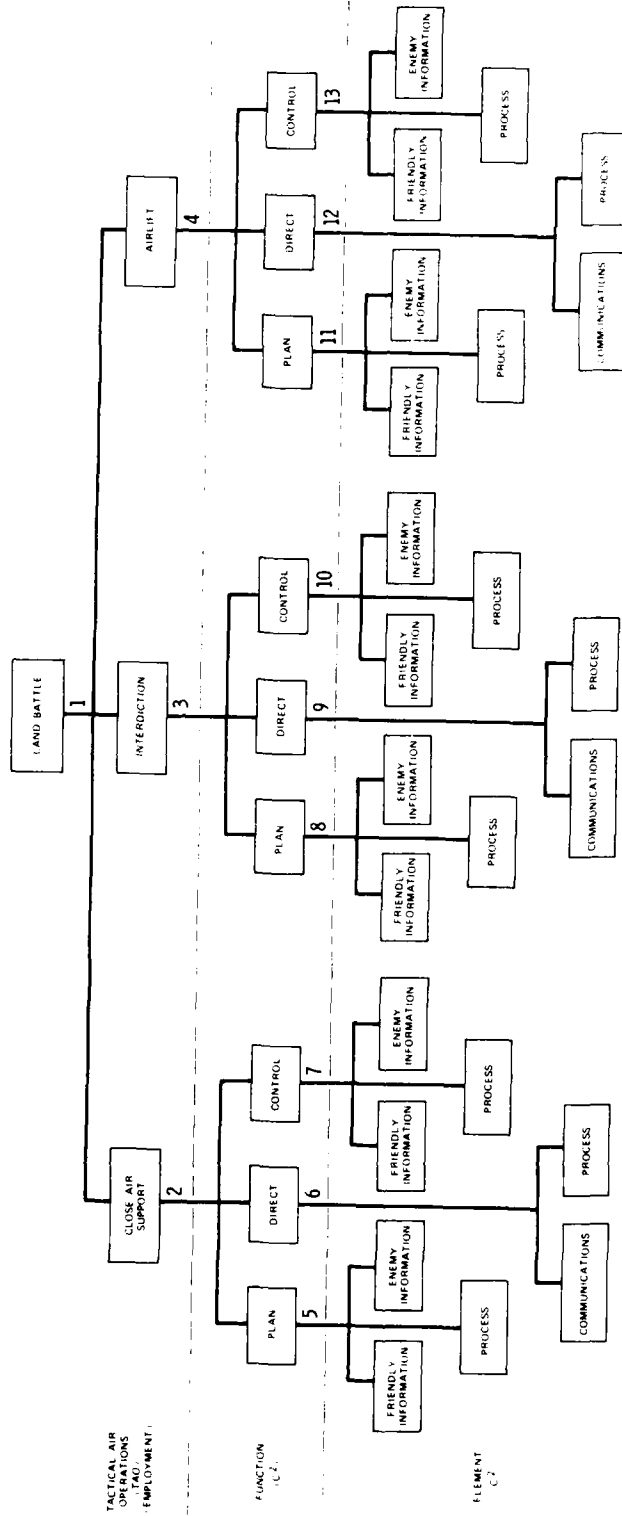 LAND BATTLE
1
TACTICAL AIR
OPERATIONS
(TAO)
EMPLOYMENT
CLOSE AIR
SUPPORT
INTERDICTION
AIRLIFT
2
3
4
FUNCTION
(C2)
PLAN
DIRECT
CONTROL
PLAN
DIRECT
CONTROL
PLAN
DIRECT
CONTROL
5
6
7
8
9
10
11
12
13
ELEMENT
C2
FRIENDLY
INFORMATION
ENEMY
INFORMATION
FRIENDLY
INFORMATION
ENEMY
INFORMATION
FRIENDLY
INFORMATION
ENEMY
INFORMATION
FRIENDLY
INFORMATION
ENEMY
INFORMATION
FRIENDLY
INFORMATION
ENEMY
INFORMATION
FRIENDLY
INFORMATION
ENEMY
INFORMATION
PROCESS
PROCESS
PROCESS
PROCESS
PROCESS
PROCESS
COMMUNICATIONS
PROCESS
COMMUNICATIONS
PROCESS
COMMUNICATIONS
PROCESS